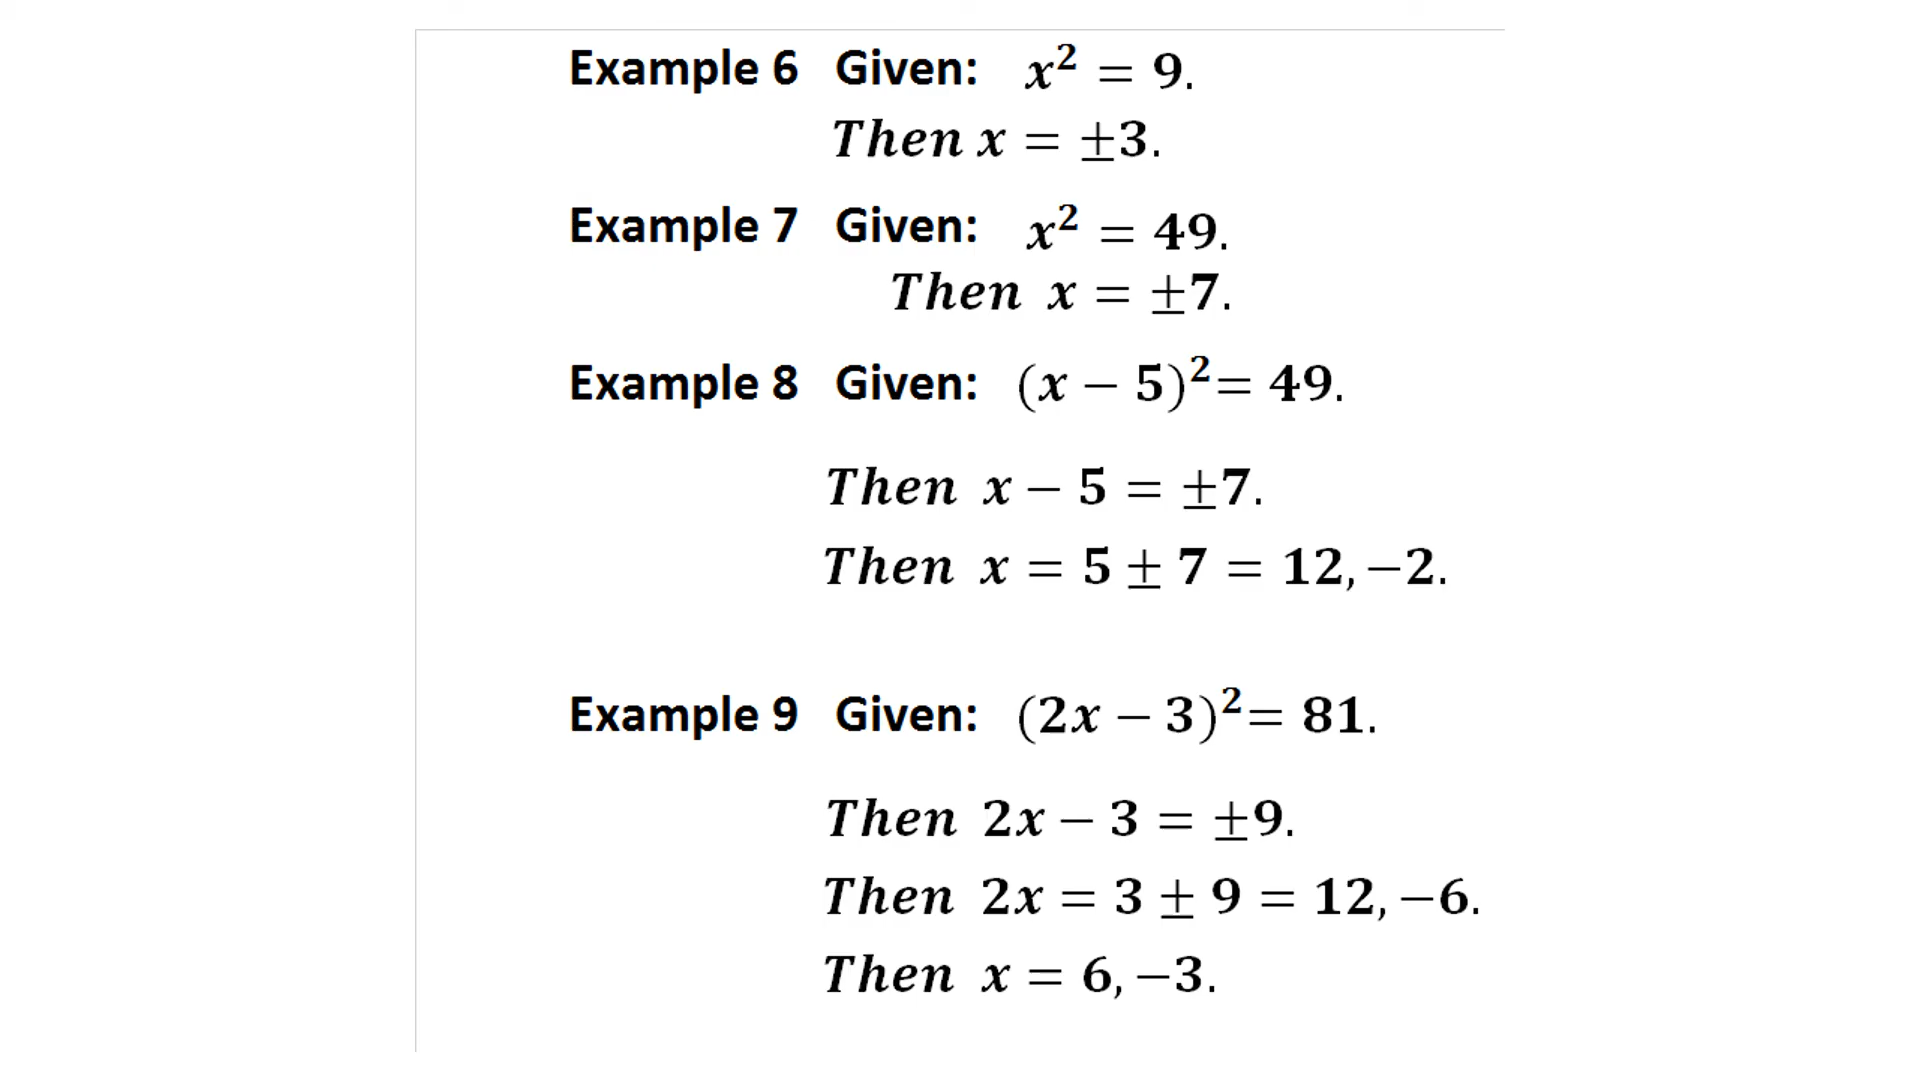 Example 6 Given: x² = 9.
Then x = ±3.
Example 7 Given: x² = 49.
Then x = ±7.
Example 8 Given: (x − 5)²= 49.
Then x − 5 = ±7.
Then x = 5 ± 7 = 12, −2.
Example 9 Given: (2x − 3)²= 81.
Then 2x − 3 = ±9.
Then 2x = 3 ± 9 = 12, −6.
Then x = 6, −3.